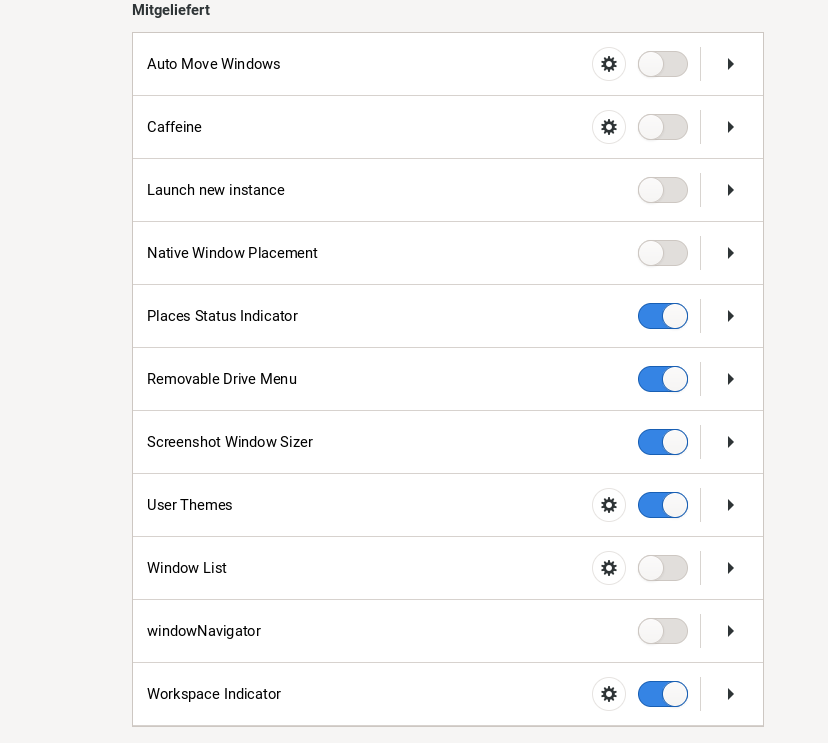 Mitgeliefert
Auto Move Windows
Caffeine
Launch new instance
Native Window Placement
Places Status Indicator
Removable Drive Menu
Screenshot Window Sizer
User Themes
Window List
windowNavigator
Workspace Indicator